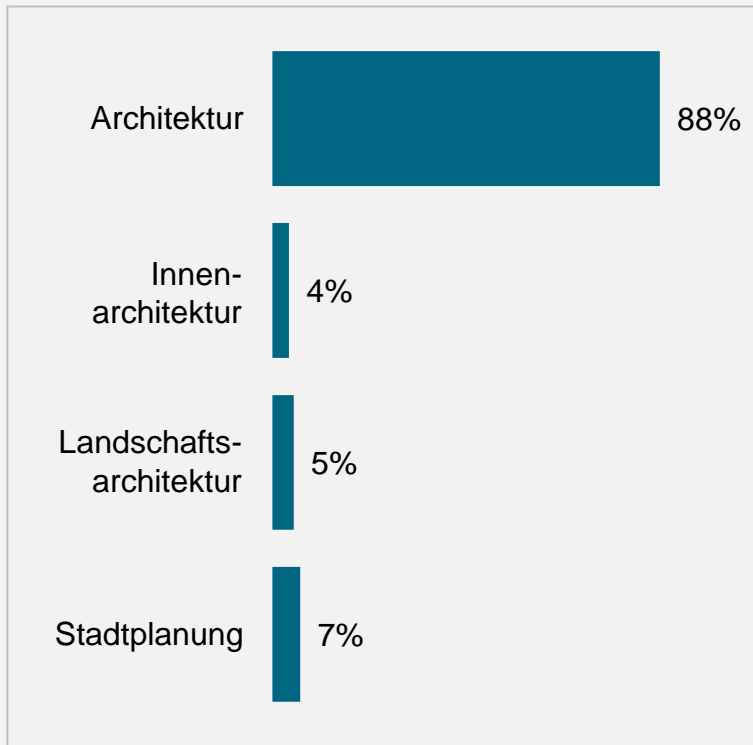 Architektur
88%
Innen-
architektur
4%
Landschafts-
architektur
5%
Stadtplanung
7%